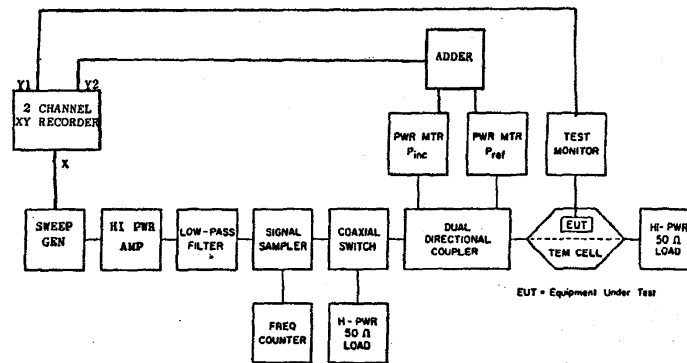 Y1
Y2
ADDER
2 CHANNEL
XY RECORDER
X
PWR MTR
Pinc
PWR MTR
Pref
TEST
MONITOR
SWEEP
GEN
HI PWR
AMP
LOW-PASS
FILTER
SIGNAL
SAMPLER
COAXIAL
SWITCH
DUAL
DIRECTIONAL
COUPLER
EUT
TEM CELL
HI-PWR
50 Ω
LOAD
EUT = Equipment Under Test
FREQ
COUNTER
H-PWR
50 Ω
LOAD